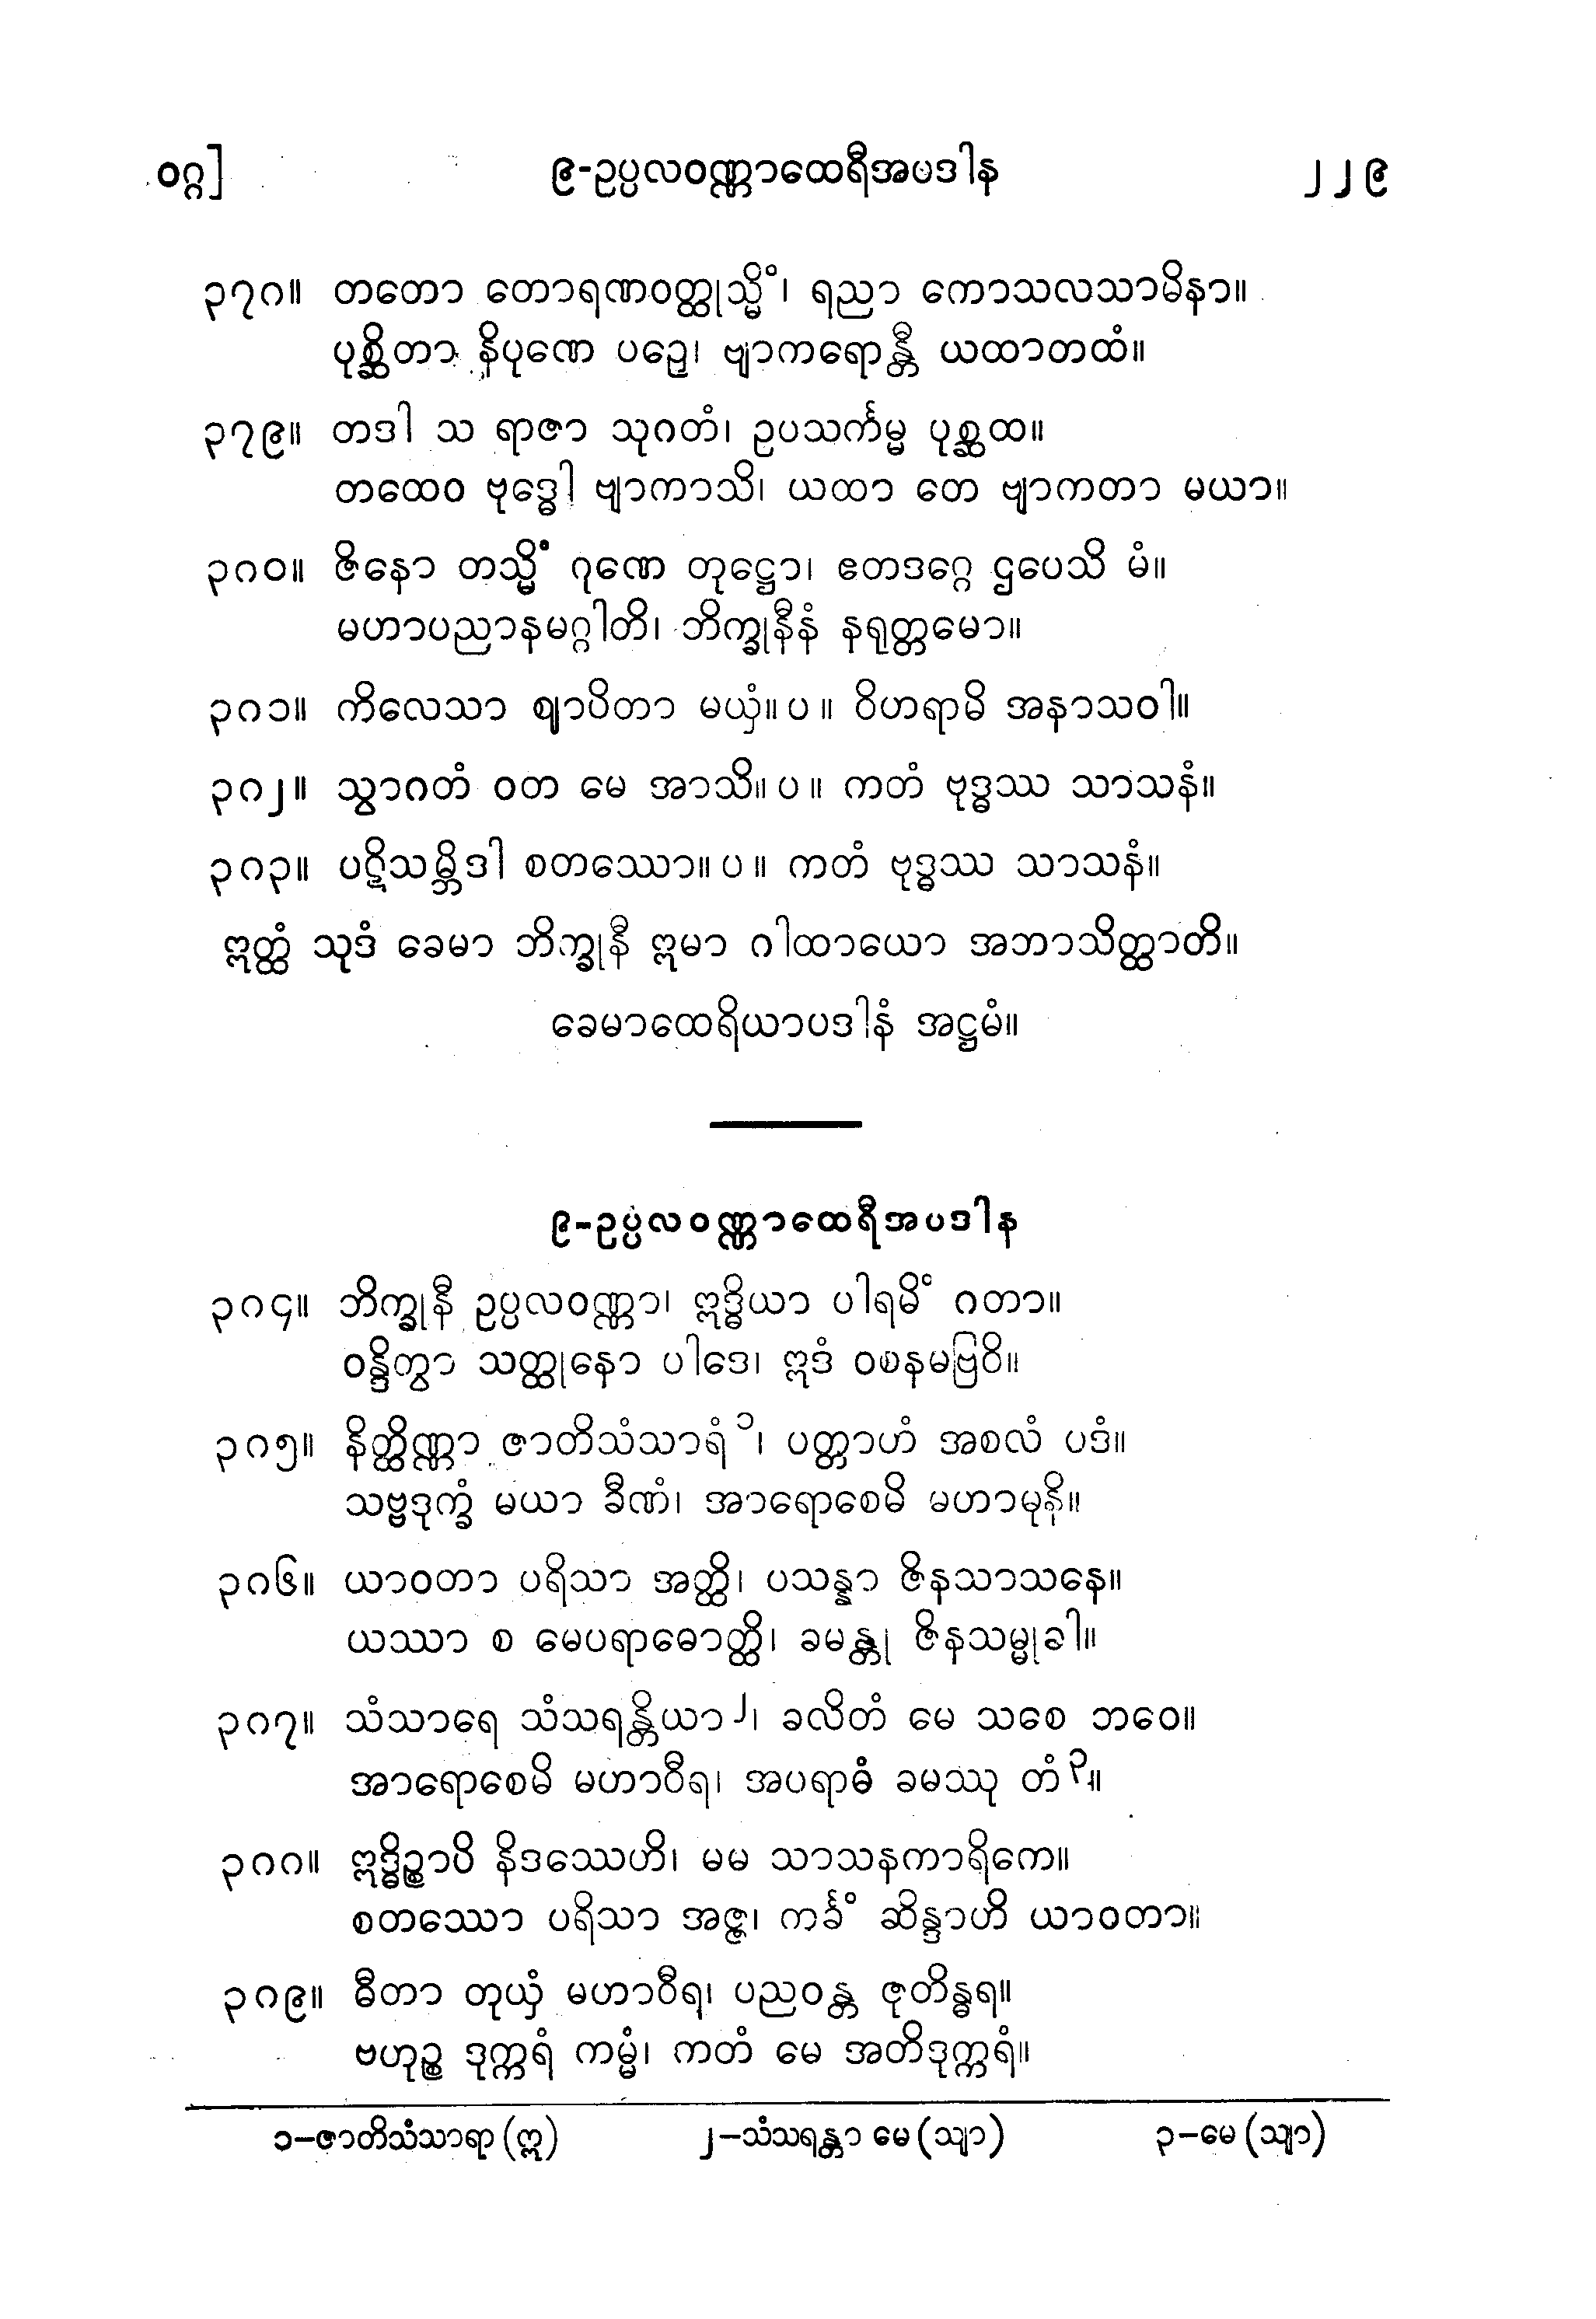 ဝဂ္ဂ]	၉-ဥပ္ပလဝဏ္ဏာထေရီအပဒါန	၂၂၉
၃၇၈။ တတော တောရဏဝတ္ထုသ္မိံ၊ ရညာ ကောသလသာမိနာ။
ပုစ္ဆိတာ နိပုဏေ ပဉှေ၊ ဗျာကရောန္တီ ယထာတထံ။
၃၇၉။ တဒါ သ ရာဇာ သုဂတံ၊ ဥပသင်္ကမ္မ ပုစ္ဆထ။
တထေဝ ဗုဒ္ဓေါ ဗျာကာသိ၊ ယထာ တေ ဗျာကတာ မယာ။
၃၈၀။ ဇိနော တသ္မိံ ဂုဏေ တုဋ္ဌော၊ ဧတဒဂ္ဂေ ဌပေသိ မံ။
မဟာပညာနမဂ္ဂါတိ၊ ဘိက္ခုနီနံ နရုတ္တမော။
၃၈၁။ ကိလေသာ ဈာပိတာ မယှံ။ ပ ။ ဝိဟရာမိ အနာသဝါ။
၃၈၂။ သွာဂတံ ဝတ မေ အာသိ။ ပ ။ ကတံ ဗုဒ္ဓဿ သာသနံ။
၃၈၃။ ပဋိသမ္ဘိဒါ စတဿော။ ပ ။ ကတံ ဗုဒ္ဓဿ သာသနံ။
ဣတ္ထံ သုဒံ ခေမာ ဘိက္ခုနီ ဣမာ ဂါထာယော အဘာသိတ္ထာတိ။
ခေမာထေရိယာပဒါနံ အဋ္ဌမံ။
၉-ဥပ္ပလဝဏ္ဏာထေရီအပဒါန
၃၈၄။ ဘိက္ခုနီ ဥပ္ပလဝဏ္ဏာ၊ ဣဒ္ဓိယာ ပါရမိံ ဂတာ။
ဝန္ဒိတွာ သတ္ထုနော ပါဒေ၊ ဣဒံ ဝစနမဗြဝိ။
၃၈၅။ နိတ္ထိဏ္ဏာ ဇာတိသံသာရံ ၁၊ ပတ္တာဟံ အစလံ ပဒံ။
သဗ္ဗဒုက္ခံ မယာ ခီဏံ၊ အာရောစေမိ မဟာမုနိ။
၃၈၆။ ယာဝတာ ပရိသာ အတ္ထိ၊ ပသန္နာ ဇိနသာသနေ။
ယဿာ စ မေပရာဓောတ္ထိ၊ ခမန္တု ဇိနသမ္မုခါ။
၃၈၇။ သံသာရေ သံသရန္တိယာ ၂၊ ခလိတံ မေ သစေ ဘဝေ။
အာရောစေမိ မဟာဝီရ၊ အပရာဓံ ခမဿု တံ ၃။
၃၈၈။ ဣဒ္ဓိဉ္စာပိ နိဒဿေဟိ၊ မမ သာသနကာရိကေ။
စတဿော ပရိသာ အဇ္ဇ၊ ကင်္ခံ ဆိန္ဒာဟိ ယာဝတာ။
၃၈၉။ ဓီတာ တုယှံ မဟာဝီရ၊ ပညဝန္တ ဇုတိန္ဓရ။
ဗဟုဉ္စ ဒုက္ကရံ ကမ္မံ၊ ကတံ မေ အတိဒုက္ကရံ။
၁−ဇာတိသံသာရာ (ဣ)	၂−သံသရန္တာ မေ (သျာ)	၃−မေ (သျာ)